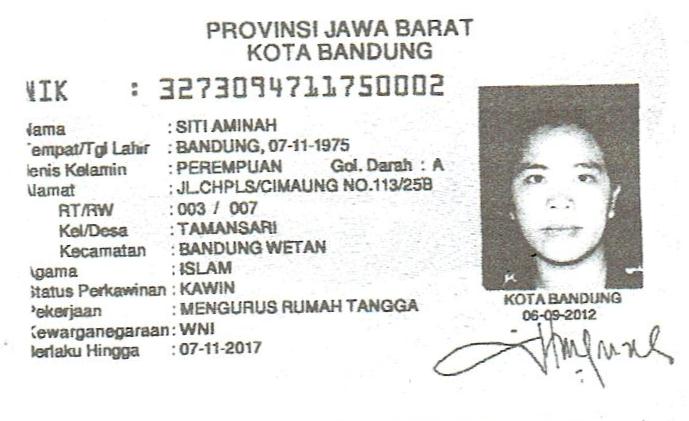 PROVINSI JAWA BARAT
KOTA BANDUNG
NIK : 3273094711750002
Nama : SITI AMINAH
Tempat/Tgl Lahir : BANDUNG, 07-11-1975
Jenis Kelamin : PEREMPUAN Gol. Darah : A
Alamat : JL.CHPLS/CIMAUNG NO.113/25B
RT/RW : 003 / 007
Kel/Desa : TAMANSARI
Kecamatan : BANDUNG WETAN
Agama : ISLAM
Status Perkawinan : KAWIN
Pekerjaan : MENGURUS RUMAH TANGGA
Kewarganegaraan : WNI
Berlaku Hingga : 07-11-2017
KOTA BANDUNG
06-09-2012